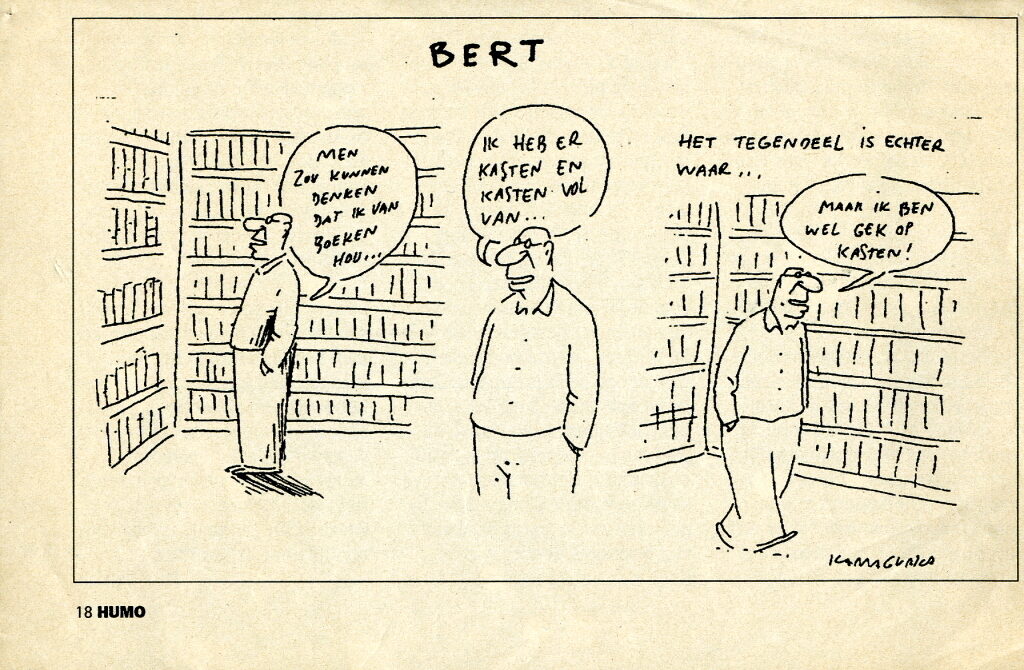 BERT
MEN
ZOU KUNNEN
DENKEN
DAT IK VAN
BOEKEN
HOU...
IK HEB ER
KASTEN EN
KASTEN VOL
VAN...
HET TEGENDEEL IS ECHTER
WAAR...
MAAR IK BEN
WEL GEK OP
KASTEN!
KAMAGURKA
18 HUMO